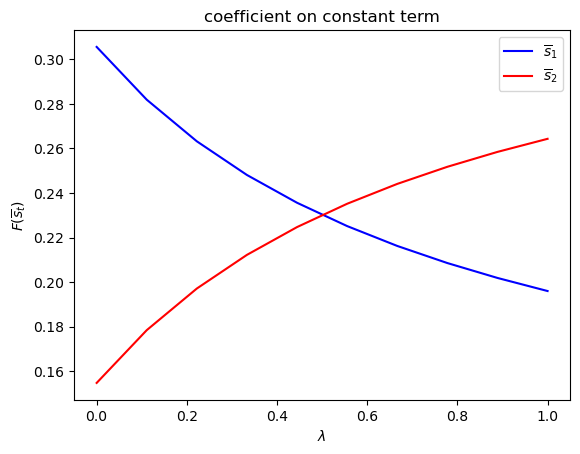 coefficient on constant term
0.30
0.28
0.26
0.24
0.22
0.20
0.18
0.16
F(s̅ₜ)
s̅₁
s̅₂
0.0 0.2 0.4 0.6 0.8 1.0
λ